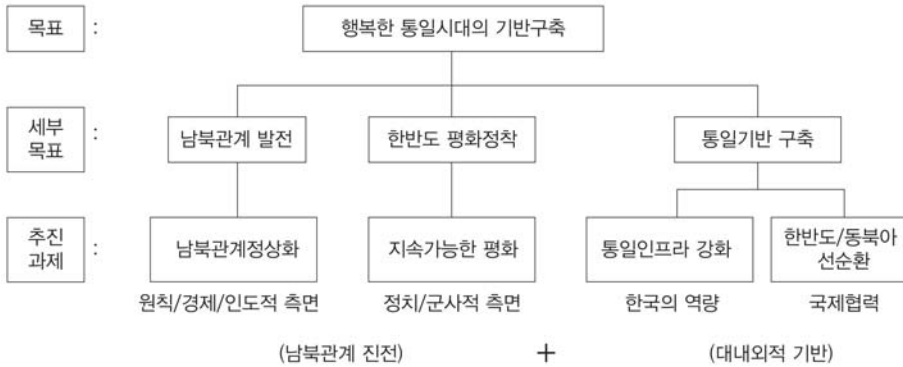 목표 : 행복한 통일시대의 기반구축
세부
목표 : 남북관계 발전 한반도 평화정착 통일기반 구축
추진
과제 : 남북관계정상화 지속가능한 평화 통일인프라 강화 한반도/동북아
선순환
원칙/경제/인도적 측면 정치/군사적 측면 한국의 역량 국제협력
(남북관계 진전) + (대내외적 기반)